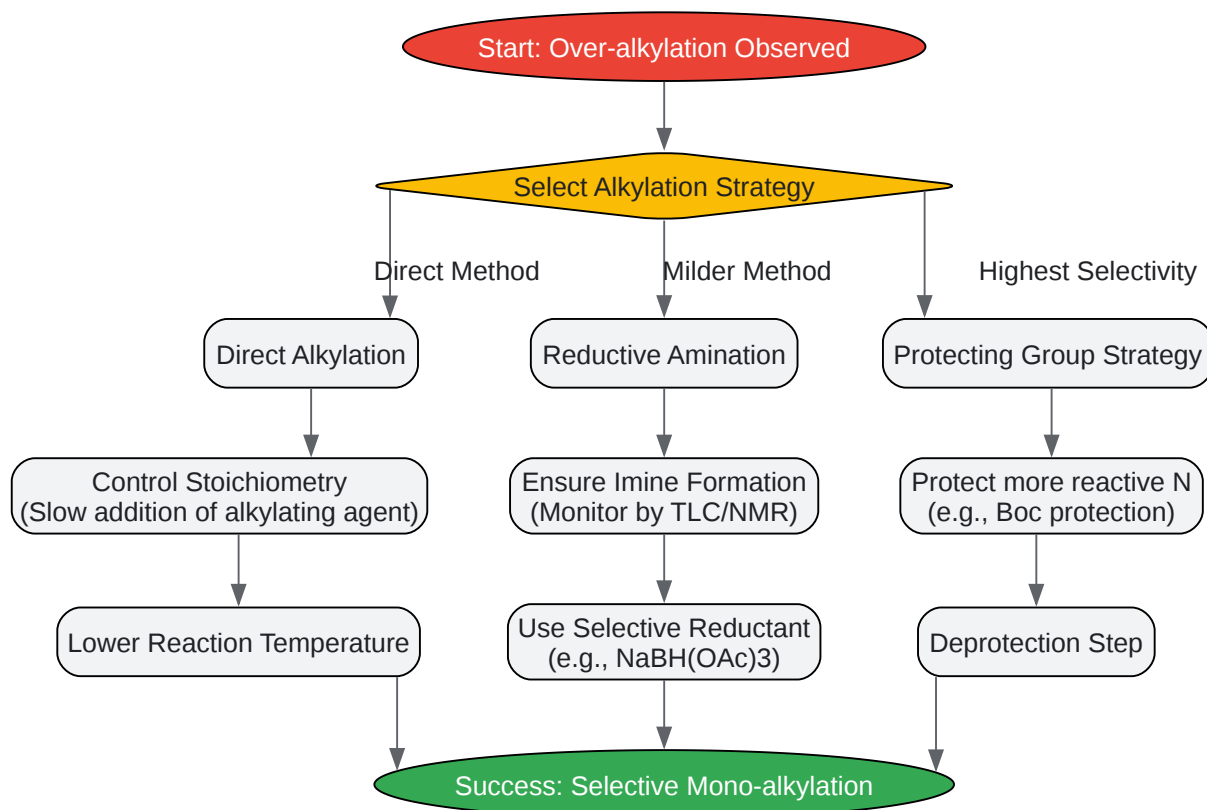 Start: Over-alkylation Observed
Select Alkylation Strategy
Direct Method
Milder Method
Highest Selectivity
Direct Alkylation
Reductive Amination
Protecting Group Strategy
Control Stoichiometry
(Slow addition of alkylating agent)
Ensure Imine Formation
(Monitor by TLC/NMR)
Protect more reactive N
(e.g., Boc protection)
Lower Reaction Temperature
Use Selective Reductant
(e.g., NaBH(OAc)3)
Deprotection Step
Success: Selective Mono-alkylation